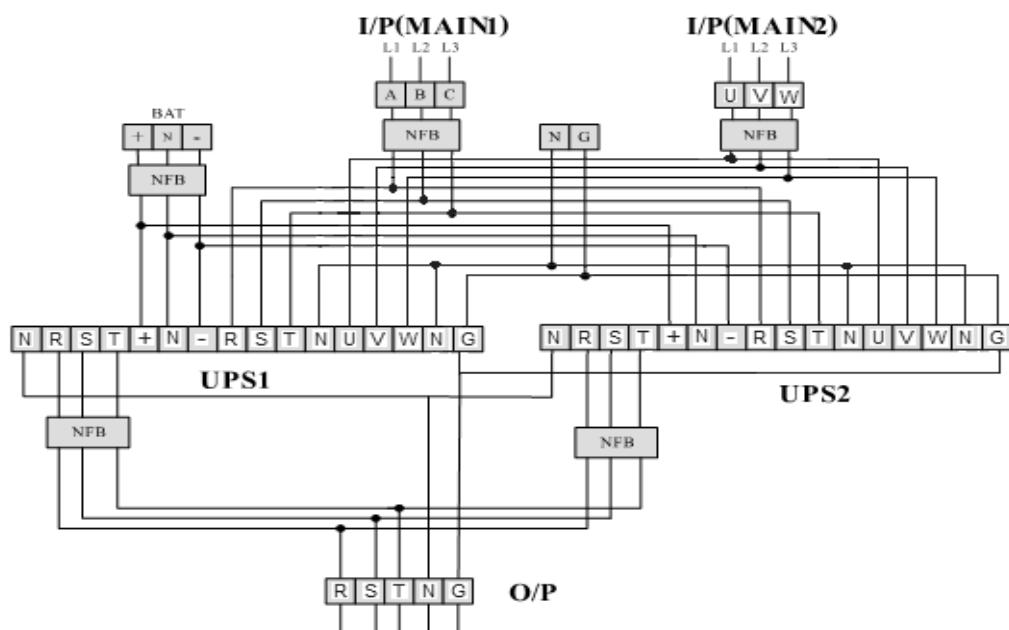 I/P(MAIN1) I/P(MAIN2)
L1 L2 L3 L1 L2 L3
A B C U V W
BAT
+ N - NFB N G NFB
NFB
N R S T + N - R S T N U V W N G N R S T + N - R S T N U V W N G
UPS1 UPS2
NFB NFB
R S T N G O/P